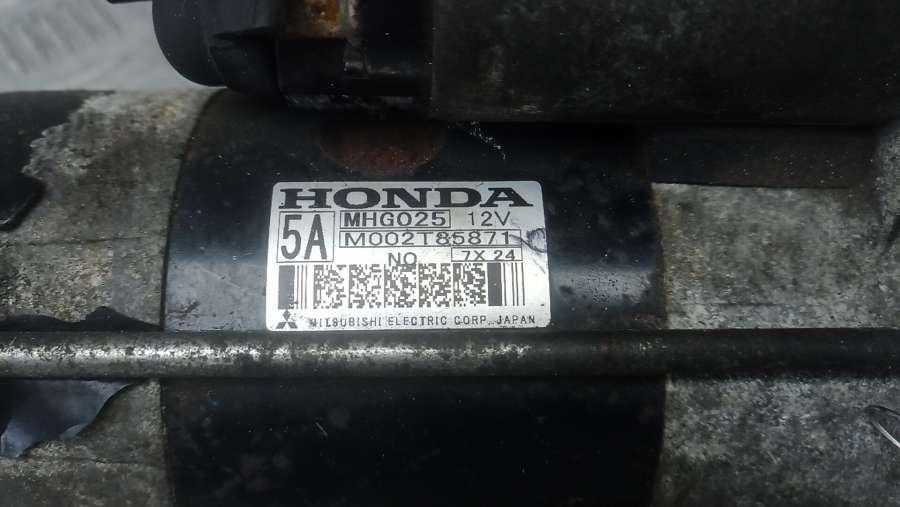 HONDA
5A MHG025 12V
M002T85871
NO 7X 24
MITSUBISHI ELECTRIC CORP. JAPAN